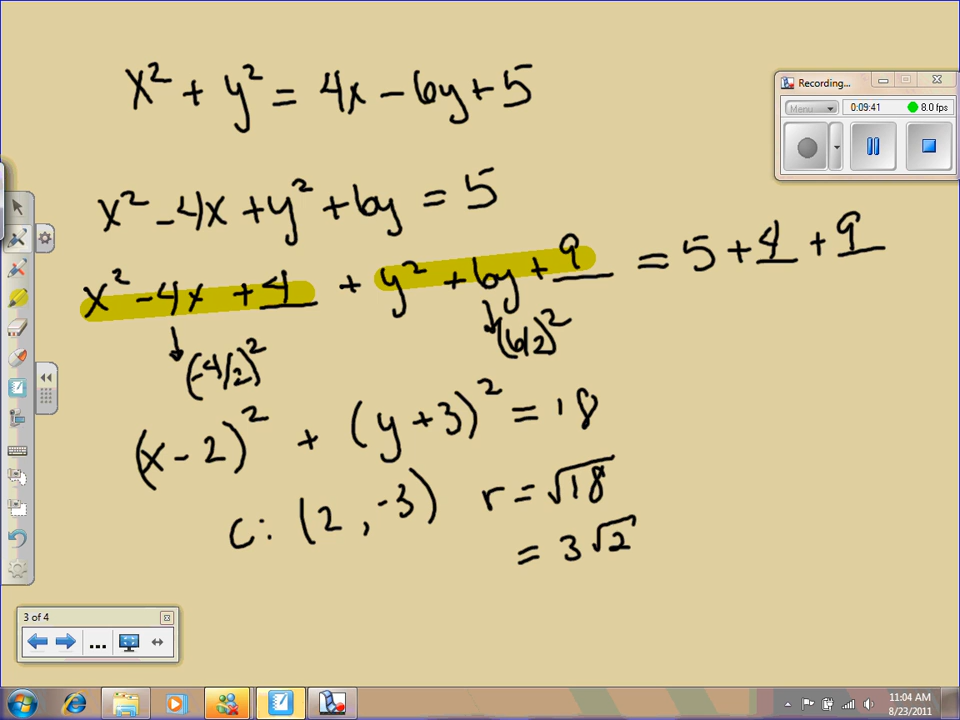 x² + y² = 4x - 6y + 5
Recording...
Menu
0:09:41
8.0 fps
x² - 4x + y² + 6y = 5
x² - 4x + 4 + y² + 6y + 9 = 5 + 4 + 9
(-4/2)²
(6/2)²
(x - 2)² + (y + 3)² = 18
C: (2, -3) r = √18
= 3√2
3 of 4
...
11:04 AM
8/23/2011